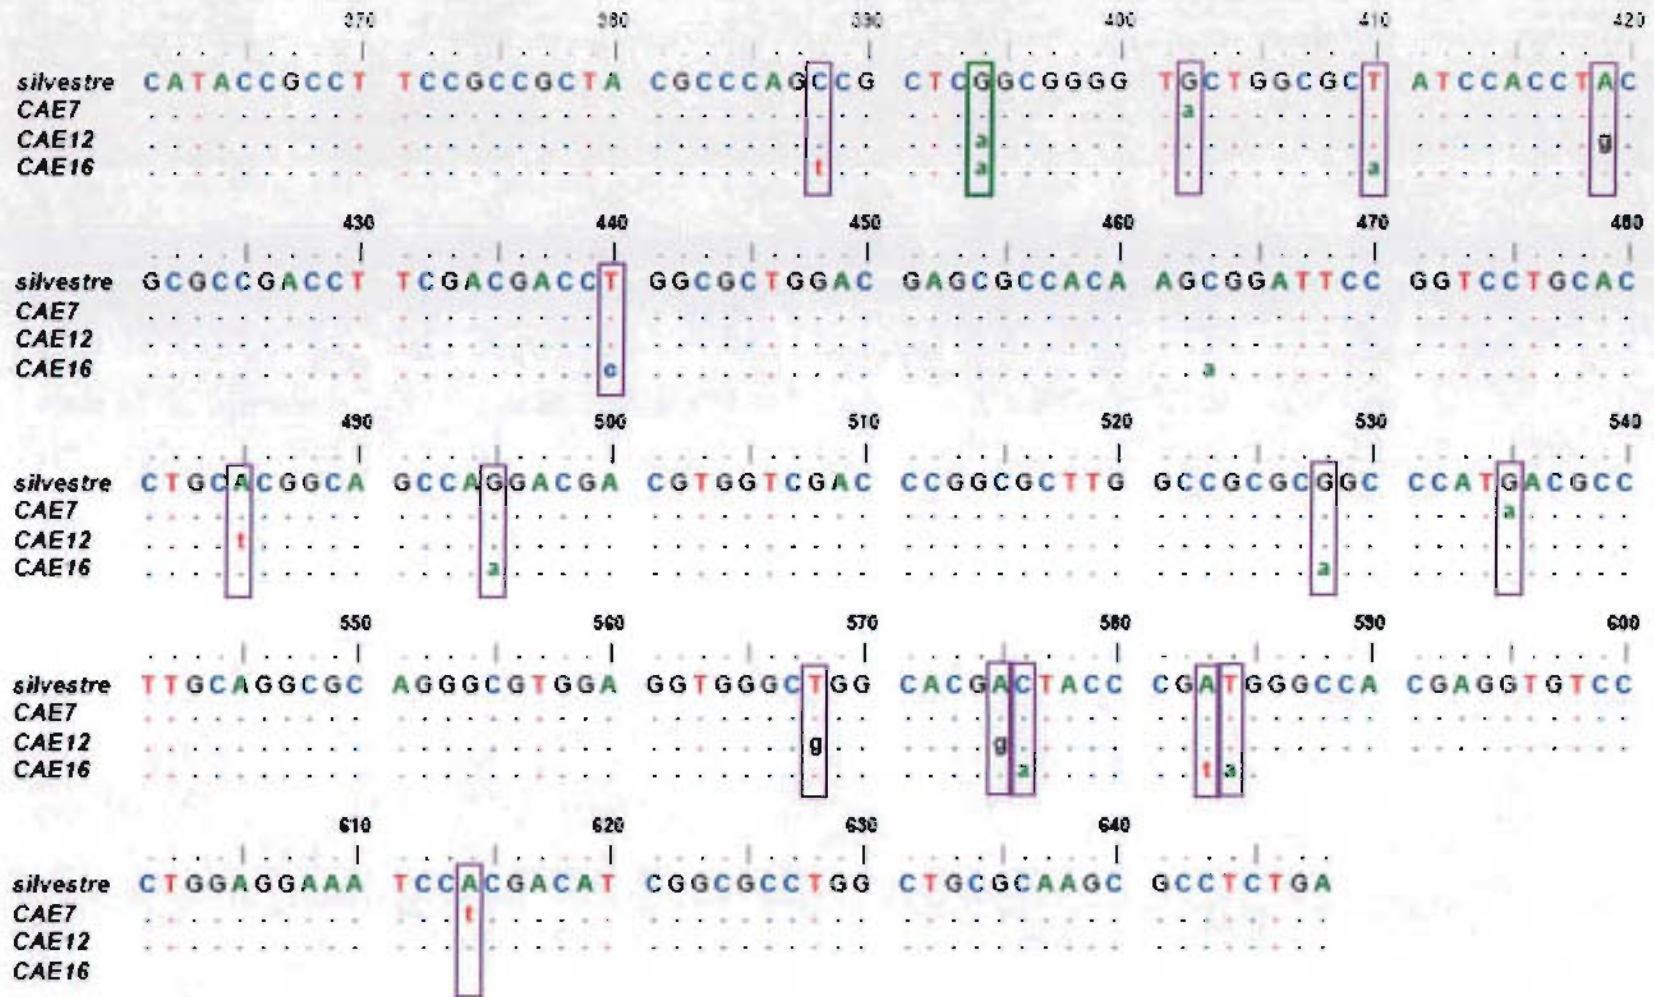 370 380 390 400 410 420
silvestre CATACCGCCT TCCGCCGCTA CGCCCAGCCG CTCGGCGGGG TGCTGGCGCT ATCCACCTAC
CAE7 .......... .......... .......... .......... .a........ ..........
CAE12 .......... .......... .......... ...a...... .......... ........g.
CAE16 .......... .......... .......t.. ...a...... .........a ..........
430 440 450 460 470 480
silvestre GCGCCGACCT TCGACGACCT GGCGCTGGAC GAGCGCCACA AGCGGATTCC GGTCCTGCAC
CAE7 .......... .......... .......... .......... .......... ..........
CAE12 .......... .......... .......... .......... .......... ..........
CAE16 .......... .........c .......... .......... ..a....... ..........
490 500 510 520 530 540
silvestre CTGCACGGCA GCCAGGACGA CGTGGTCGAC CCGGCGCTTG GCCGCGCGGC CCATGACGCC
CAE7 .......... .......... .......... .......... .......... ....a.....
CAE12 ....t..... .......... .......... .......... .......... ..........
CAE16 .......... ....a..... .......... .......... .......a.. ..........
550 560 570 580 590 600
silvestre TTGCAGGCGC AGGGCGTGGA GGTGGGCTGG CACGACTACC CGATGGGCCA CGAGGTGTCC
CAE7 .......... .......... .......... .......... .......... ..........
CAE12 .......... .......... .......g.. ....g..... .......... ..........
CAE16 .......... .......... .......... .....a.... ..ta.
610 620 630 640
silvestre CTGGAGGAAA TCCACGACAT CGGCGCCTGG CTGCGCAAGC GCCTCTGA
CAE7 .......... ...t...... .......... .......... ........
CAE12 .......... .......... .......... .......... ........
CAE16